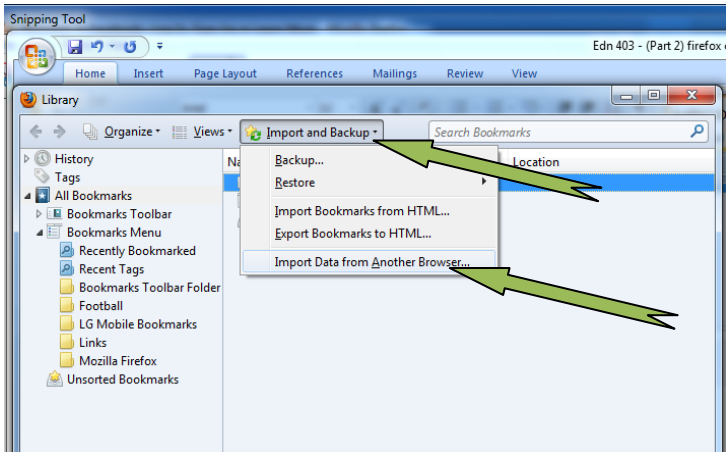 Snipping Tool
Edn 403 - (Part 2) firefox
Home Insert Page Layout References Mailings Review View
Library
Organize Views Import and Backup Search Bookmarks
History
Tags
All Bookmarks
Bookmarks Toolbar
Bookmarks Menu
Recently Bookmarked
Recent Tags
Bookmarks Toolbar Folder
Football
LG Mobile Bookmarks
Links
Mozilla Firefox
Unsorted Bookmarks
Na Location
Backup...
Restore
Import Bookmarks from HTML...
Export Bookmarks to HTML...
Import Data from Another Browser...